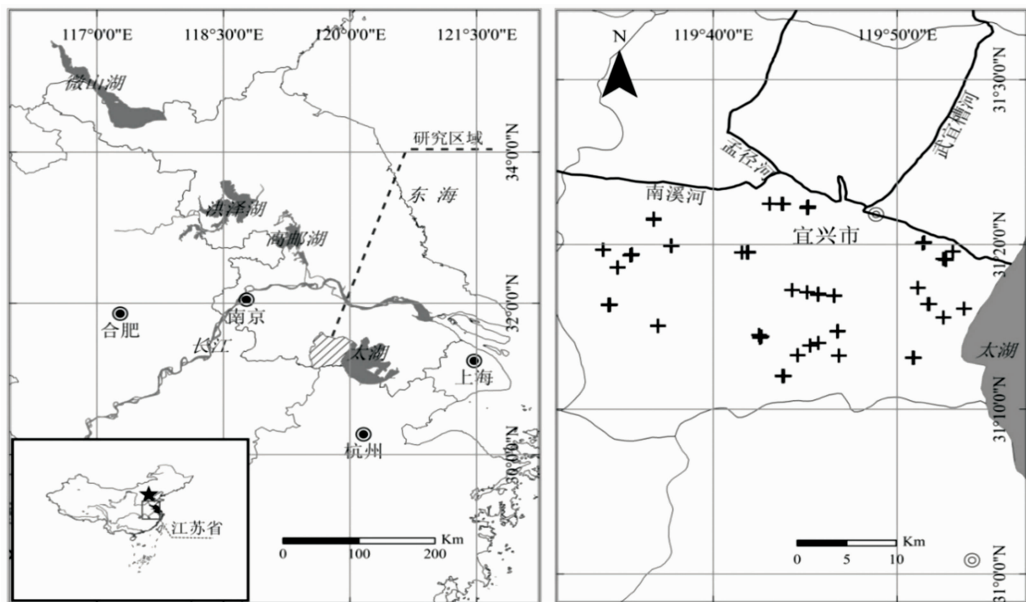 117°0'0"E
118°30'0"E
120°0'0"E
121°30'0"E
微山湖
研究区域
34°0'0"N
东海
洪泽湖
高邮湖
32°0'0"N
南京
合肥
长江
太湖
上海
杭州
30°0'0"N
江苏省
Km
0 100 200
119°40'0"E
119°50'0"E
N
31°30'0"N
武宜槽河
孟径河
南溪河
宜兴市
31°20'0"N
太湖
31°10'0"N
Km
0 5 10
31°0'0"N